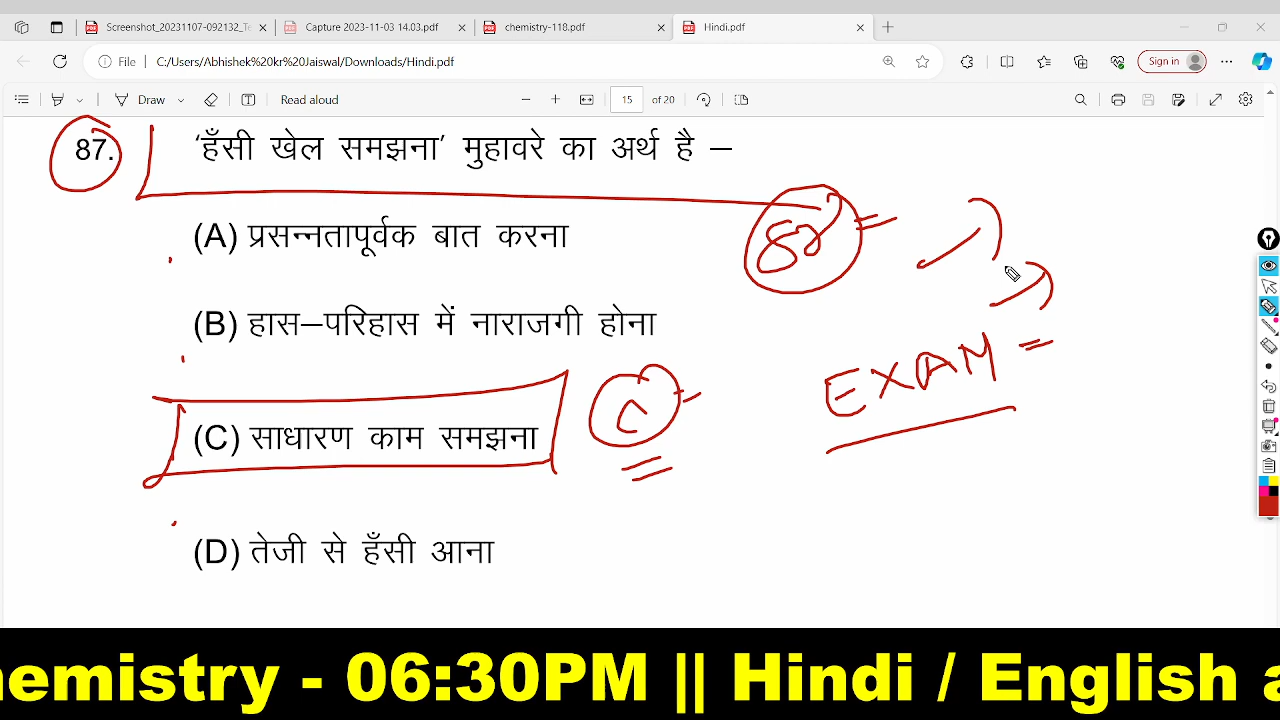 Screenshot_20231107-092132_Te
Capture 2023-11-03 14.03.pdf
chemistry-118.pdf
Hindi.pdf
File
C:/Users/Abhishek%20kr%20Jaiswal/Downloads/Hindi.pdf
Sign in
Draw
Read aloud
15
of 20
87.
'हँसी खेल समझना' मुहावरे का अर्थ है –
(A) प्रसन्नतापूर्वक बात करना
(B) हास–परिहास में नाराजगी होना
EXAM =
(C) साधारण काम समझना
C
(D) तेजी से हँसी आना
hemistry - 06:30PM || Hindi / English a